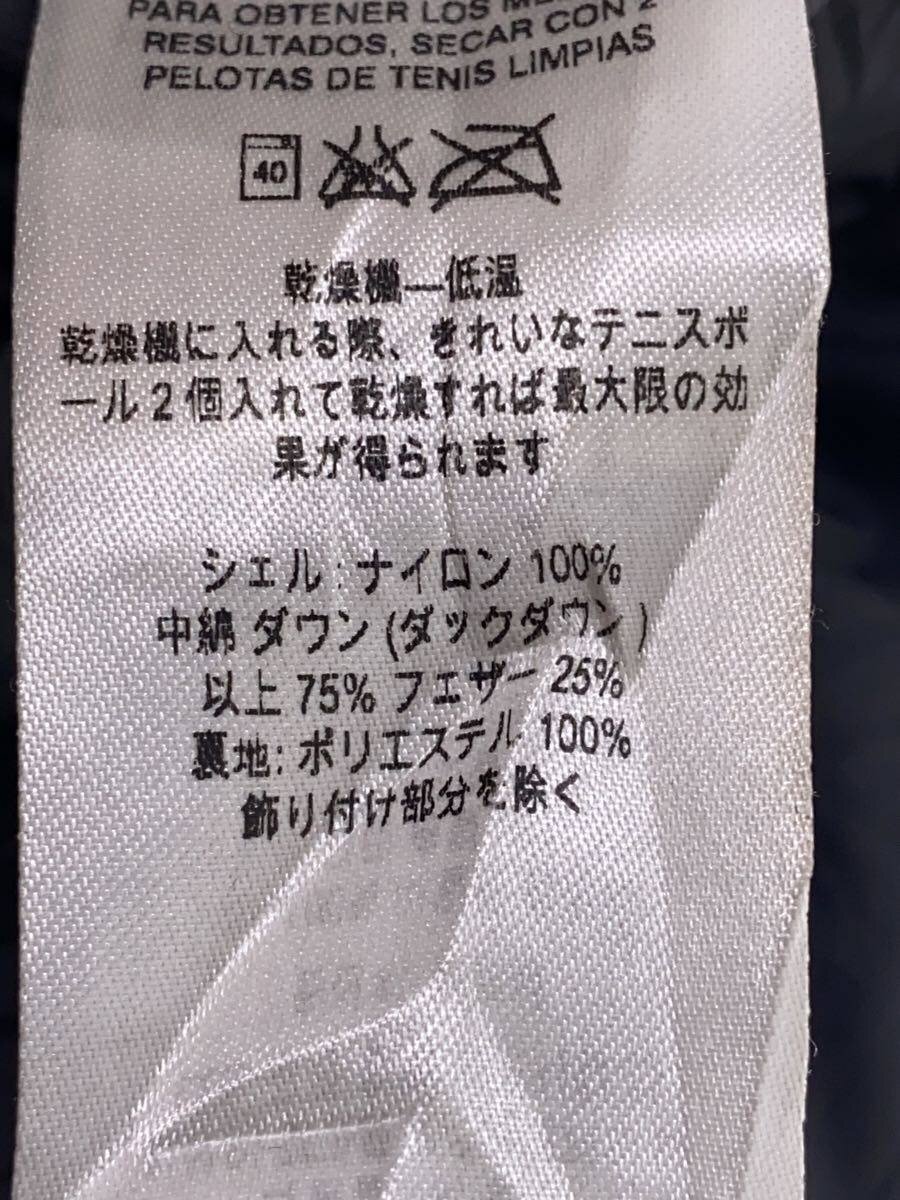 PARA OBTENER LOS
RESULTADOS, SECAR CON 2
PELOTAS DE TENIS LIMPIAS
40
乾燥機—低温
乾燥機に入れる際、きれいなテニスボ
ール2個入れて乾燥すれば最大限の効
果が得られます
シェル:ナイロン 100%
中綿 ダウン (ダックダウン)
以上 75% フェザー 25%
裏地: ポリエステル 100%
飾り付け部分を除く